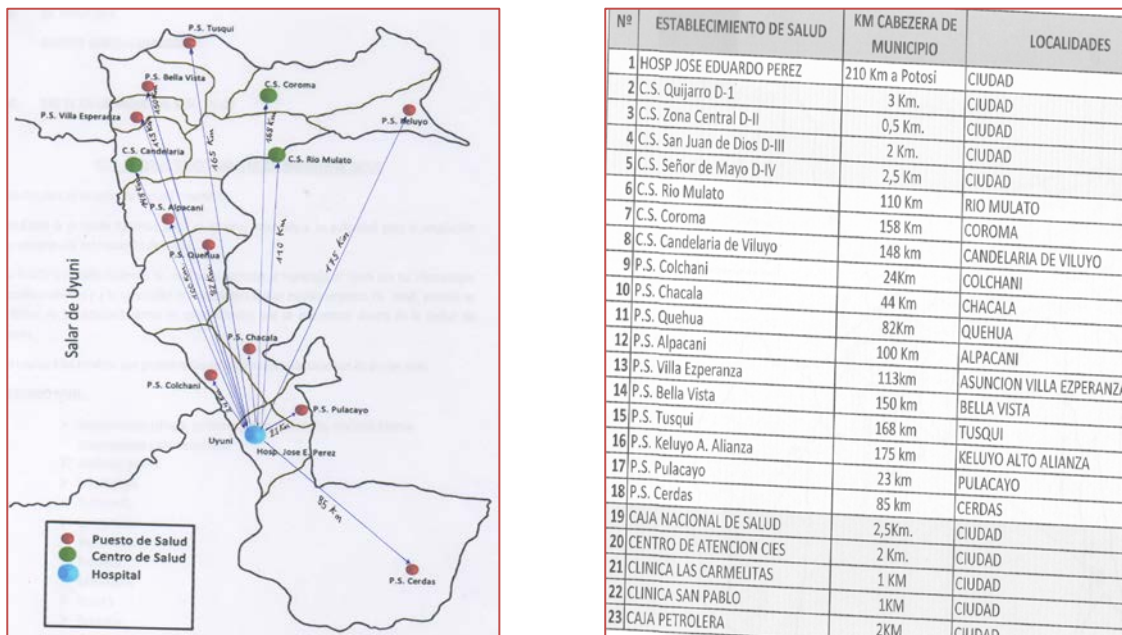 P.S. Tusqui
P.S. Bella Vista
C.S. Coroma
P.S. Villa Esperanza
P.S. Keluyo
C.S. Candelaria
C.S. Rio Mulato
P.S. Alpacani
P.S. Quehua
Salar de Uyuni
P.S. Chacala
P.S. Colchani
P.S. Pulacayo
Uyuni
Hosp. Jose E. Perez
P.S. Cerdas
168 Km
110 Km
175 Km
85 Km
Puesto de Salud
Centro de Salud
Hospital
Nº ESTABLECIMIENTO DE SALUD KM CABEZERA DE MUNICIPIO LOCALIDADES
1 HOSP JOSE EDUARDO PEREZ 210 Km a Potosi CIUDAD
2 C.S. Quijarro D-1 3 Km. CIUDAD
3 C.S. Zona Central D-II 0,5 Km. CIUDAD
4 C.S. San Juan de Dios D-III 2 Km. CIUDAD
5 C.S. Señor de Mayo D-IV 2,5 Km. CIUDAD
6 C.S. Rio Mulato 110 Km RIO MULATO
7 C.S. Coroma 158 Km COROMA
8 C.S. Candelaria de Viluyo 148 km CANDELARIA DE VILUYO
9 P.S. Colchani 24Km COLCHANI
10 P.S. Chacala 44 Km CHACALA
11 P.S. Quehua 82Km QUEHUA
12 P.S. Alpacani 100 Km ALPACANI
13 P.S. Villa Ezperanza 113km ASUNCION VILLA EZPERANZA
14 P.S. Bella Vista 150 km BELLA VISTA
15 P.S. Tusqui 168 km TUSQUI
16 P.S. Keluyo A. Alianza 175 km KELUYO ALTO ALIANZA
17 P.S. Pulacayo 23 km PULACAYO
18 P.S. Cerdas 85 km CERDAS
19 CAJA NACIONAL DE SALUD 2,5Km. CIUDAD
20 CENTRO DE ATENCION CIES 2 Km. CIUDAD
21 CLINICA LAS CARMELITAS 1 KM CIUDAD
22 CLINICA SAN PABLO 1KM CIUDAD
23 CAJA PETROLERA 2KM CIUDAD